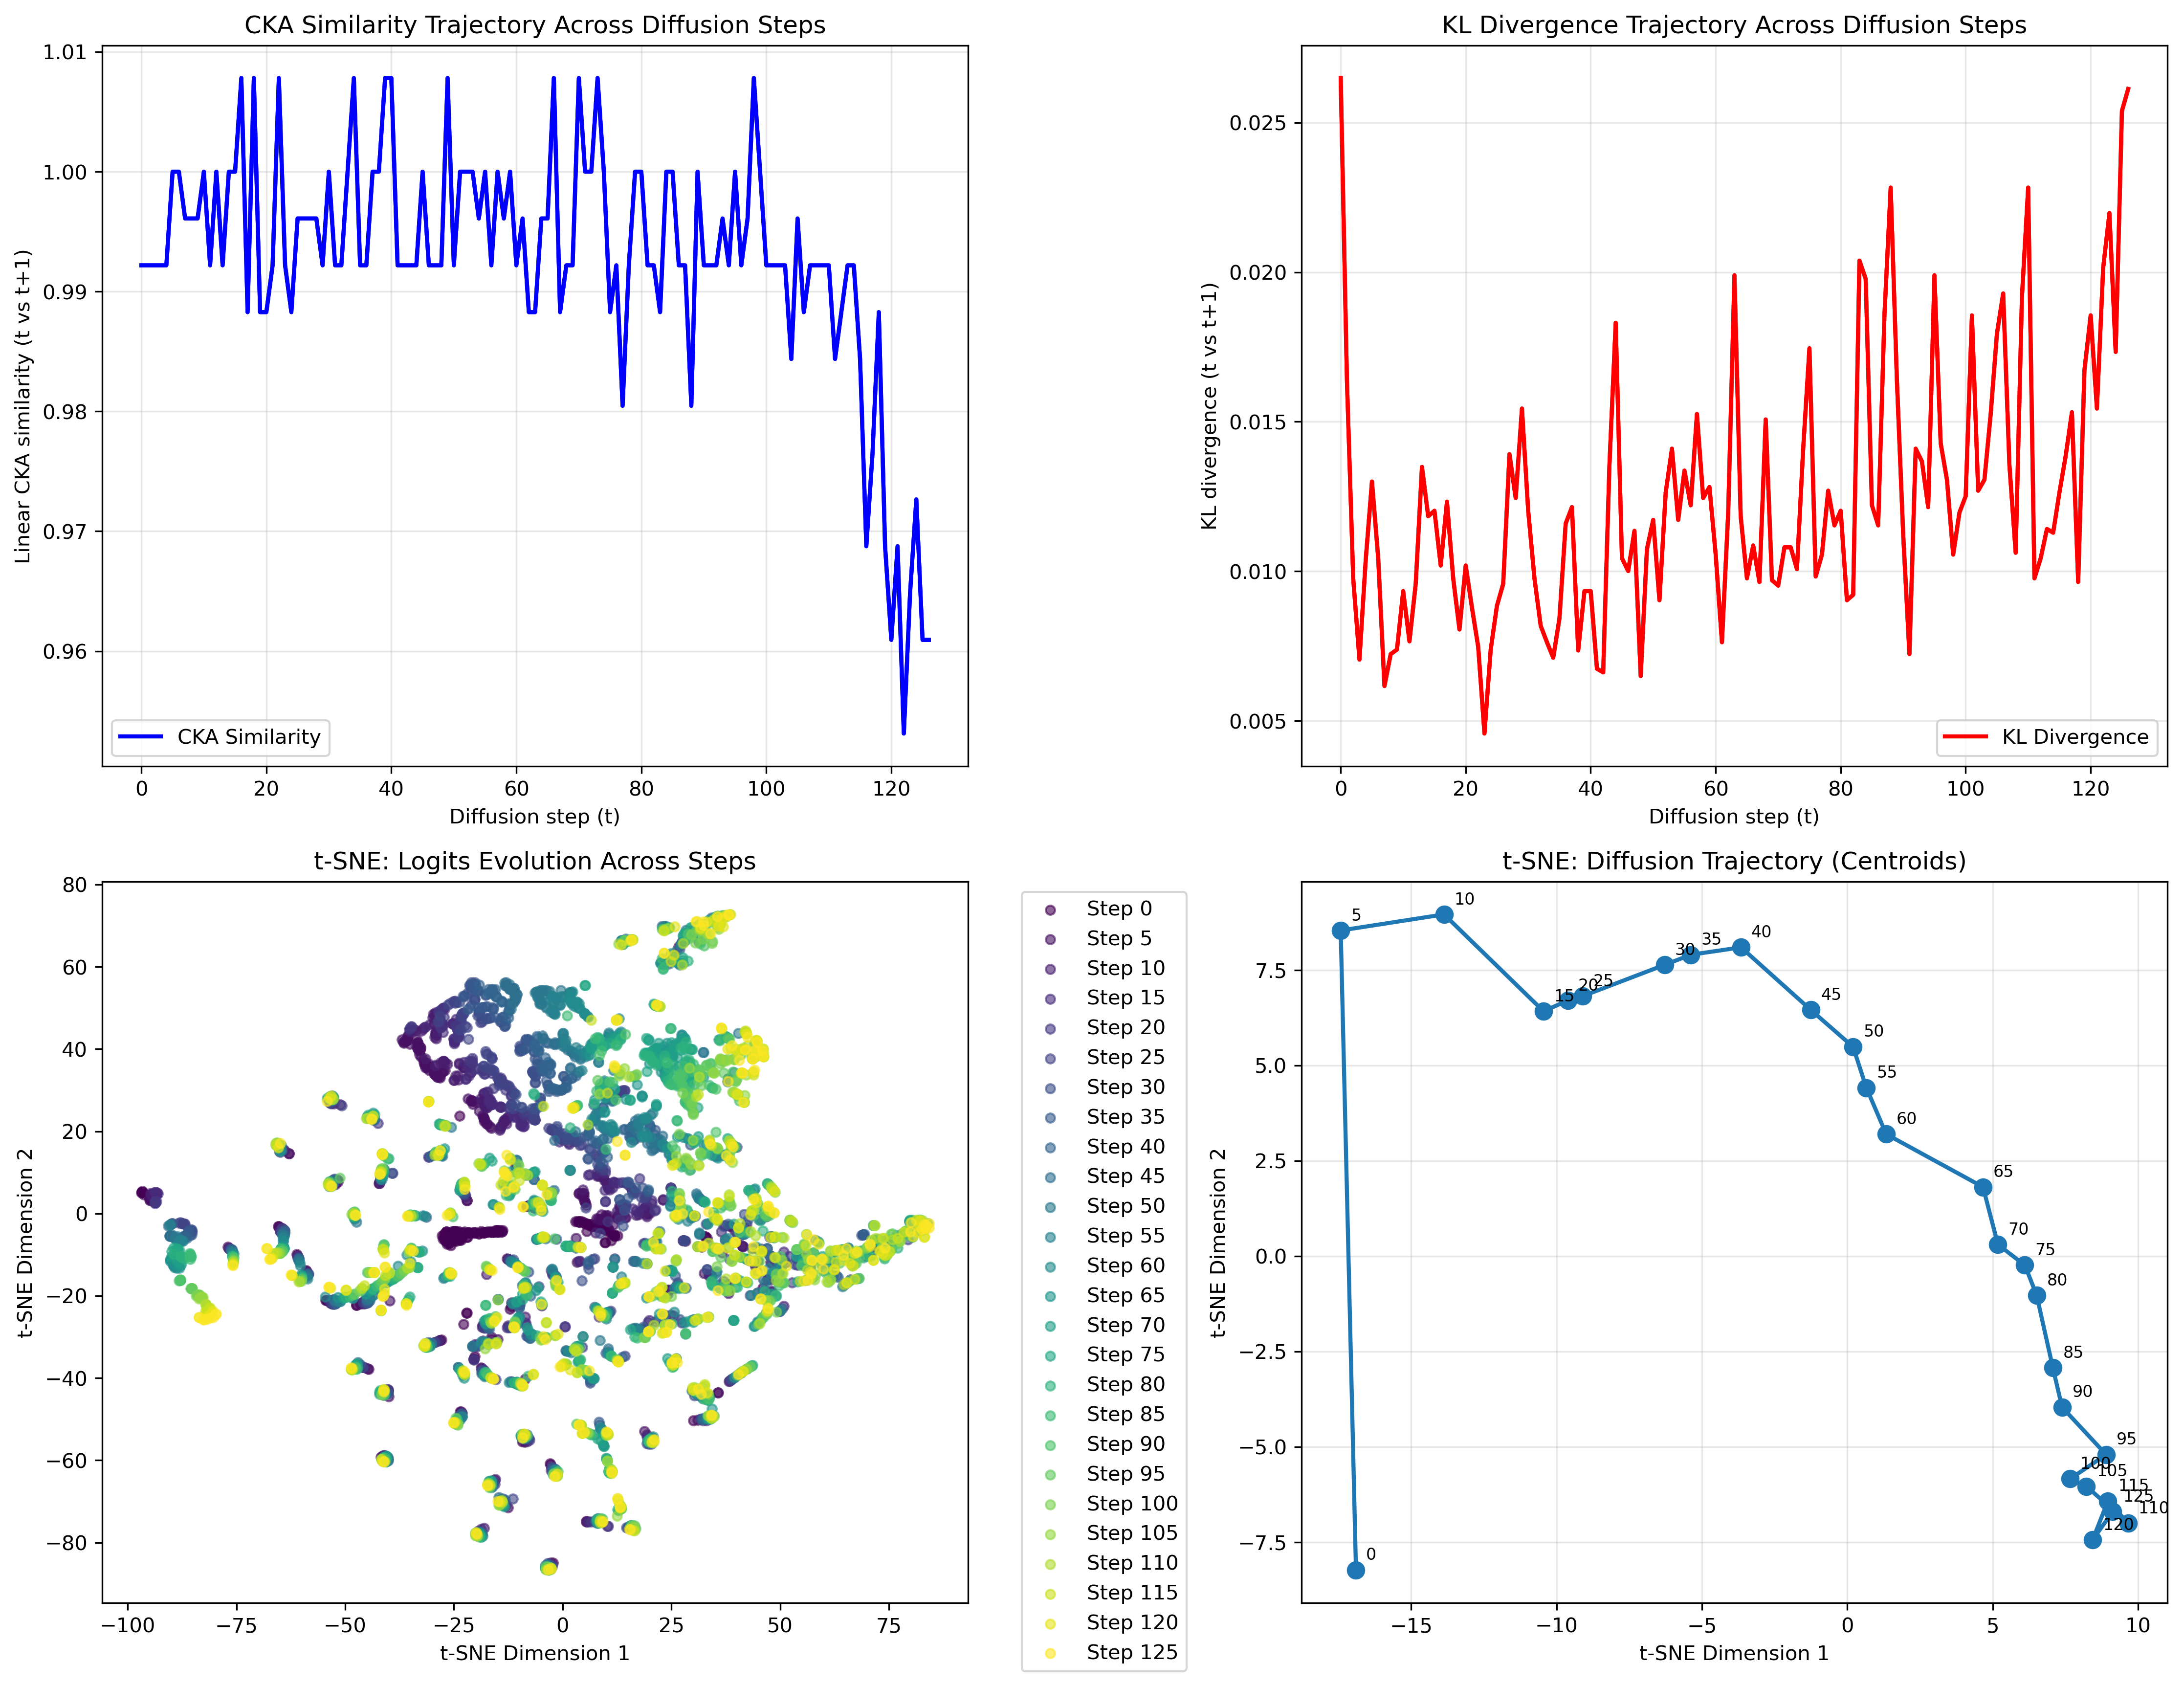 CKA Similarity Trajectory Across Diffusion Steps
1.01
1.00
0.99
0.98
0.97
0.96
Linear CKA similarity (t vs t+1)
CKA Similarity
0 20 40 60 80 100 120
Diffusion step (t)
KL Divergence Trajectory Across Diffusion Steps
0.025
0.020
0.015
0.010
0.005
KL divergence (t vs t+1)
KL Divergence
0 20 40 60 80 100 120
Diffusion step (t)
t-SNE: Logits Evolution Across Steps
80
60
40
20
0
−20
−40
−60
−80
t-SNE Dimension 2
−100 −75 −50 −25 0 25 50 75
t-SNE Dimension 1
Step 0
Step 5
Step 10
Step 15
Step 20
Step 25
Step 30
Step 35
Step 40
Step 45
Step 50
Step 55
Step 60
Step 65
Step 70
Step 75
Step 80
Step 85
Step 90
Step 95
Step 100
Step 105
Step 110
Step 115
Step 120
Step 125
t-SNE: Diffusion Trajectory (Centroids)
7.5
5.0
2.5
0.0
−2.5
−5.0
−7.5
t-SNE Dimension 2
0
5
10
15
20
25
30
35
40
45
50
55
60
65
70
75
80
85
90
95
100
105
110
115
120
125
−15 −10 −5 0 5 10
t-SNE Dimension 1